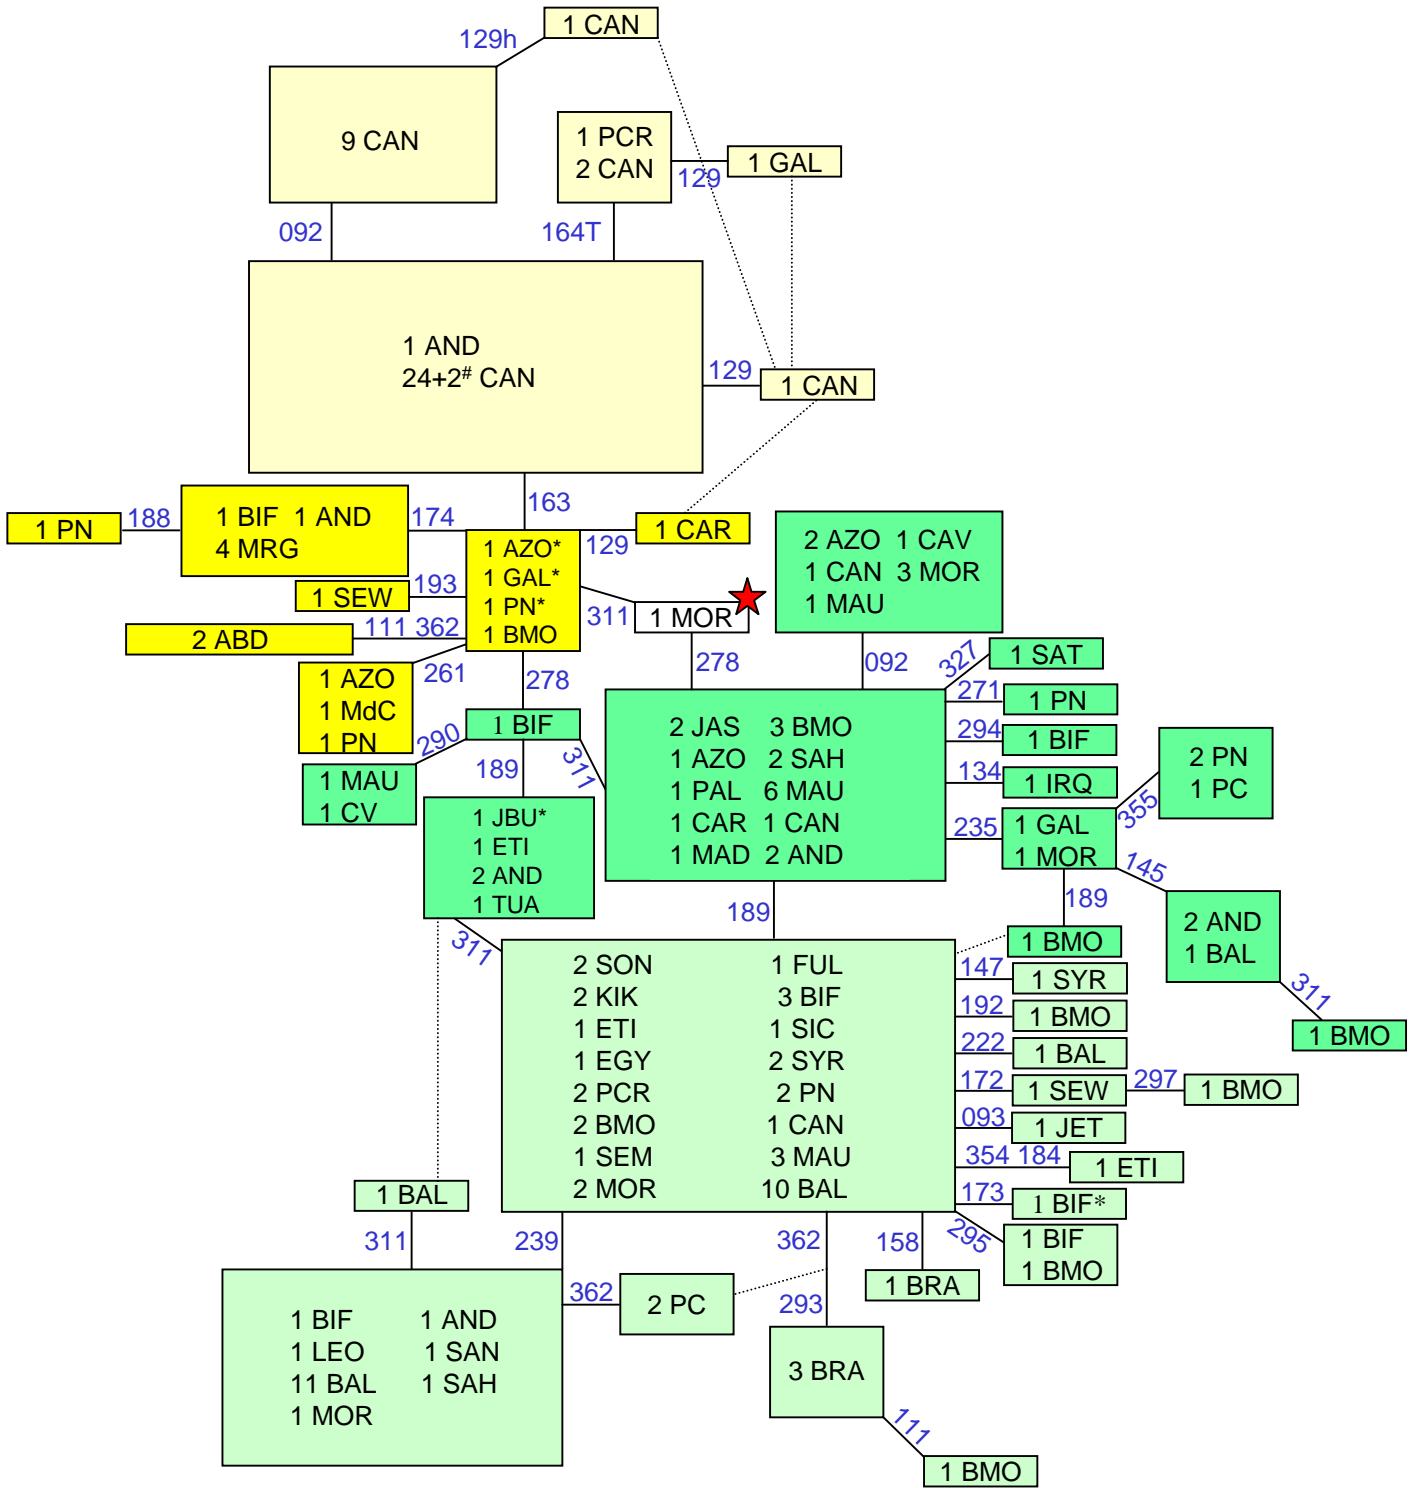 1 CAN
129h
9 CAN
1 PCR
2 CAN
129
1 GAL
092
164T
1 AND
24+2# CAN
129
1 CAN
163
1 PN
188
1 BIF 1 AND
4 MRG
174
1 AZO*
1 GAL*
1 PN*
1 BMO
129
1 CAR
2 AZO 1 CAV
1 CAN 3 MOR
1 MAU
1 SEW
193
311
1 MOR
2 ABD
111 362
261
278
278
092
327
1 SAT
1 AZO
1 MdC
1 PN
271
1 PN
1 BIF
290
189
311
2 JAS 3 BMO
1 AZO 2 SAH
1 PAL 6 MAU
1 CAR 1 CAN
1 MAD 2 AND
294
1 BIF
134
1 IRQ
2 PN
1 PC
1 MAU
1 CV
355
235
1 GAL
1 MOR
1 JBU*
1 ETI
2 AND
1 TUA
145
189
189
2 AND
1 BAL
311
1 BMO
311
1 BMO
2 SON 1 FUL
2 KIK 3 BIF
1 ETI 1 SIC
1 EGY 2 SYR
2 PCR 2 PN
2 BMO 1 CAN
1 SEM 3 MAU
2 MOR 10 BAL
147
1 SYR
192
1 BMO
222
1 BAL
172
1 SEW
297
1 BMO
093
1 JET
354 184
1 ETI
173
1 BIF*
295
1 BIF
1 BMO
1 BAL
311
239
362
158
1 BRA
362
2 PC
293
1 BIF 1 AND
1 LEO 1 SAN
11 BAL 1 SAH
1 MOR
3 BRA
111
1 BMO